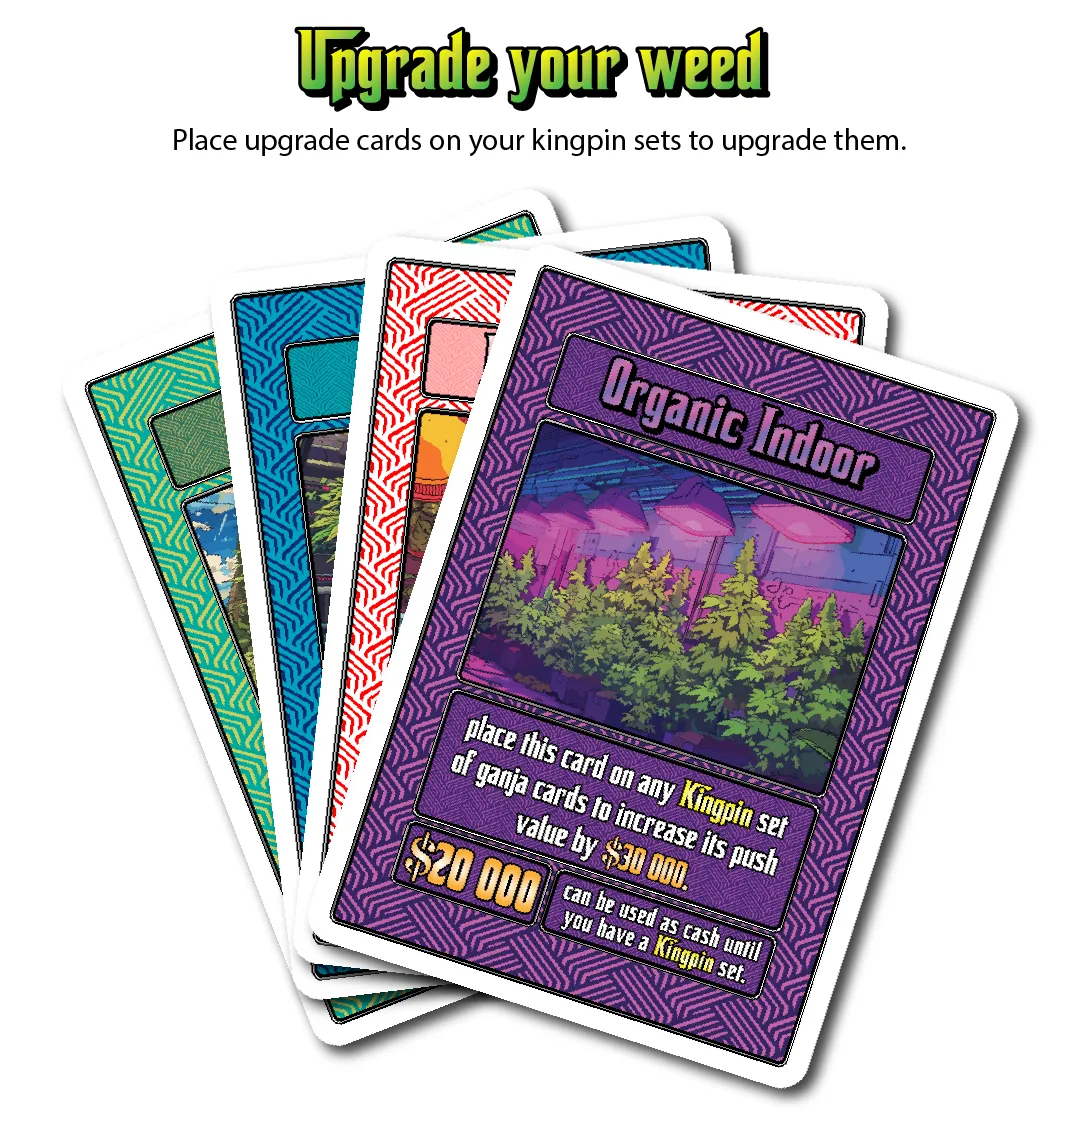 Upgrade your weed
Place upgrade cards on your kingpin sets to upgrade them.
Organic Indoor
place this card on any Kingpin set
of ganja cards to increase its push
value by $30 000.
$20 000
can be used as cash until
you have a Kingpin set.